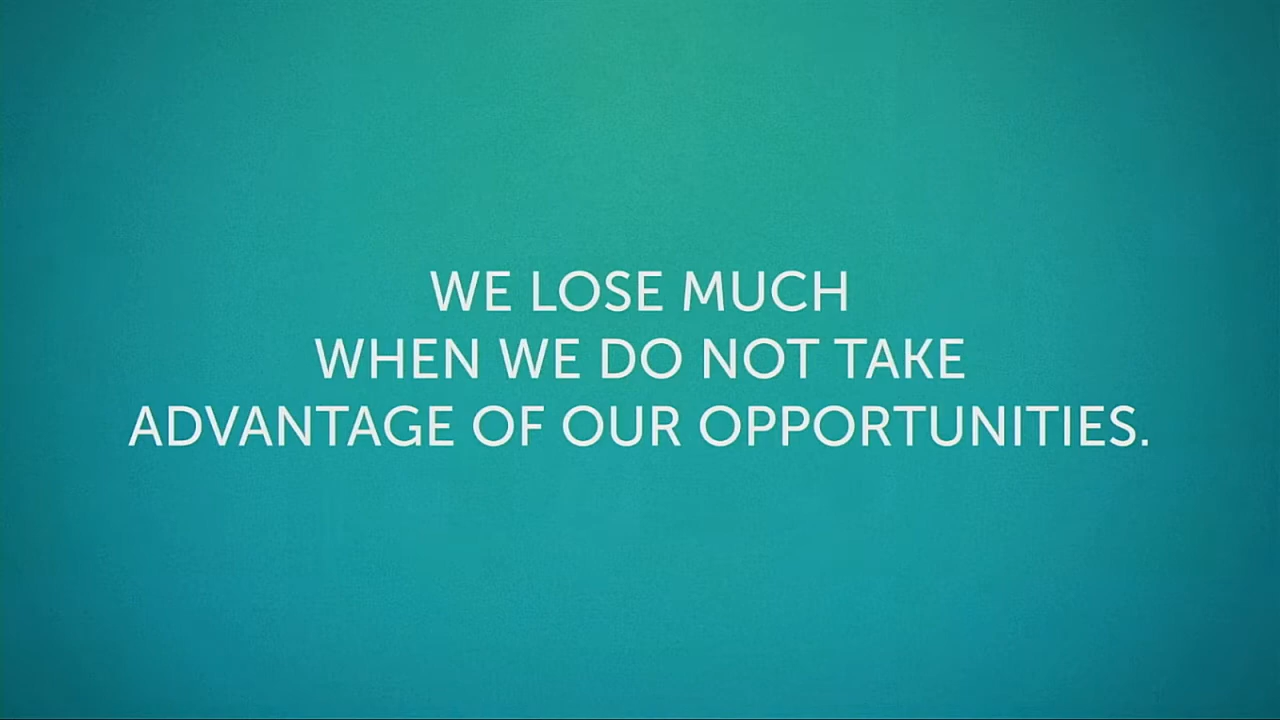 WE LOSE MUCH
WHEN WE DO NOT TAKE
ADVANTAGE OF OUR OPPORTUNITIES.